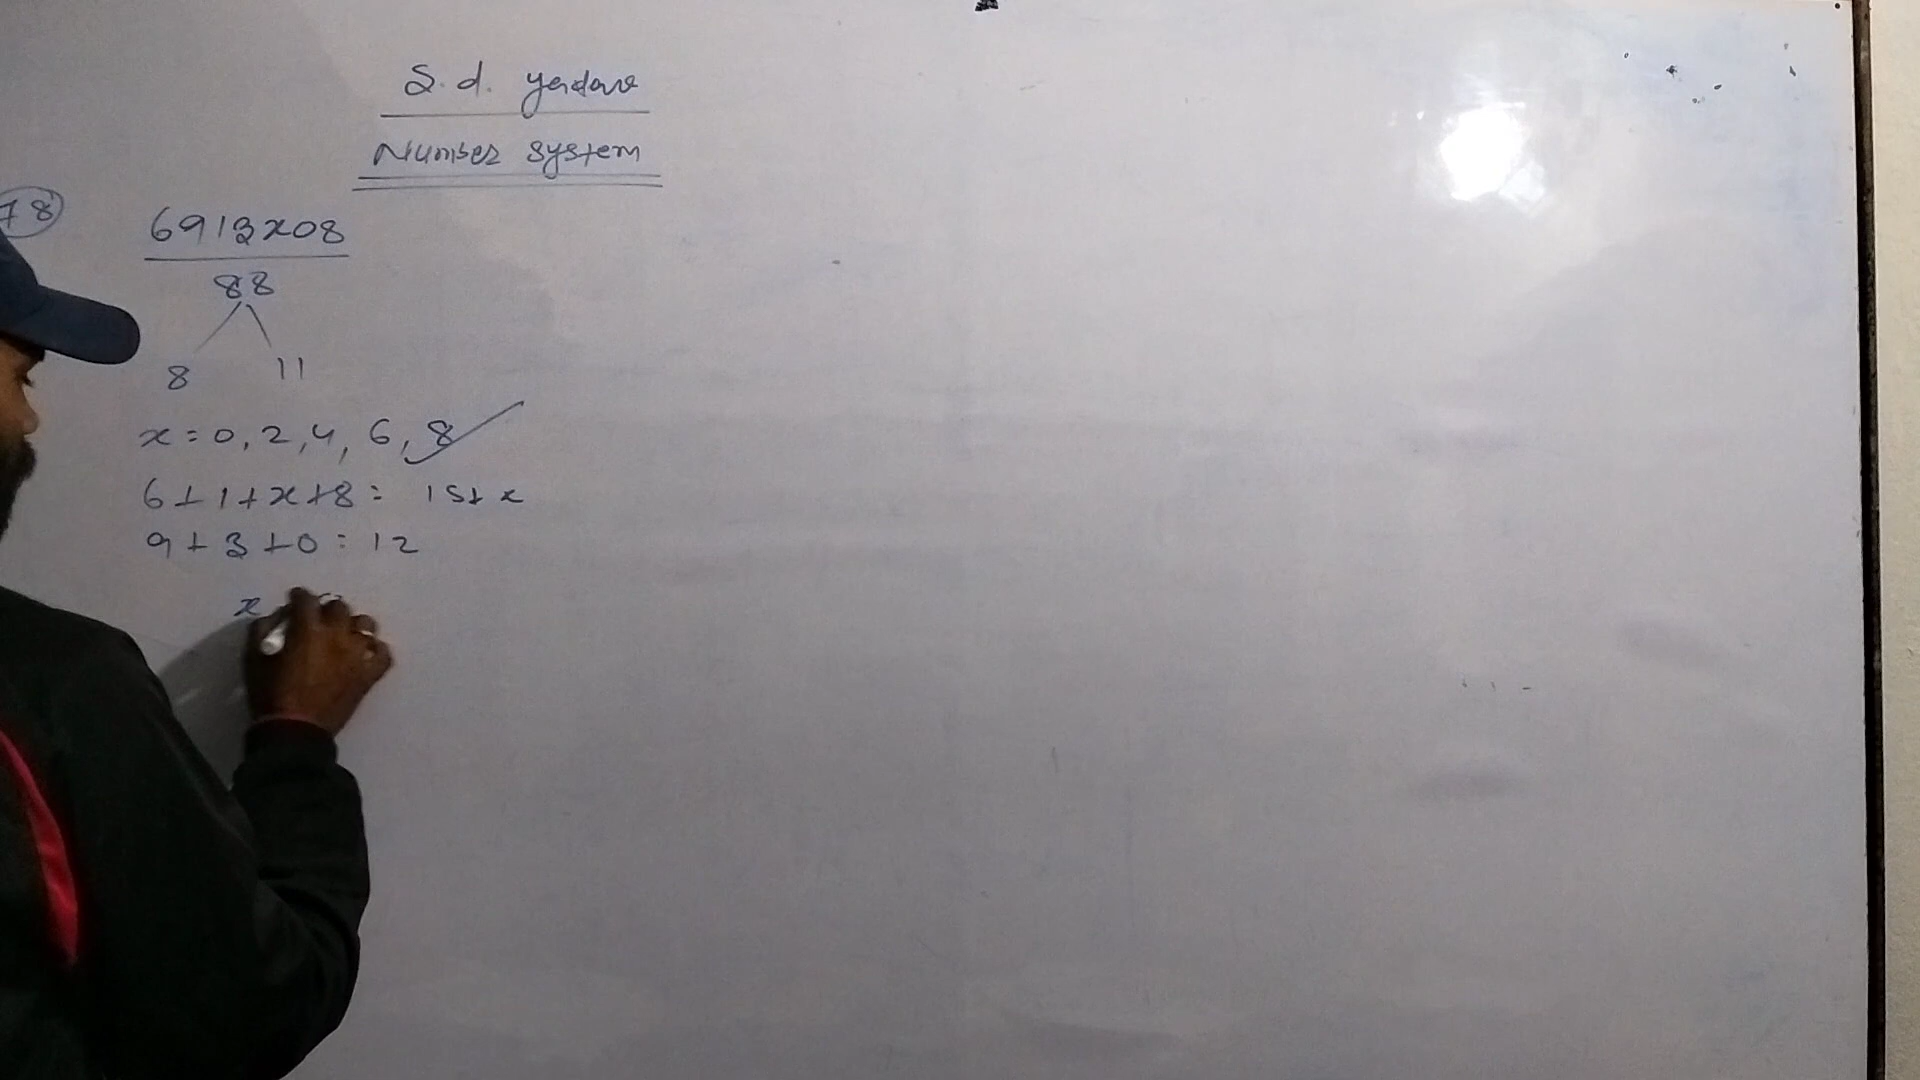 S.d. yadav
Number system
78
6913x08
88
8 11
x = 0, 2, 4, 6, 8
6+1+x+8 = 15+x
9+3+0 = 12
x